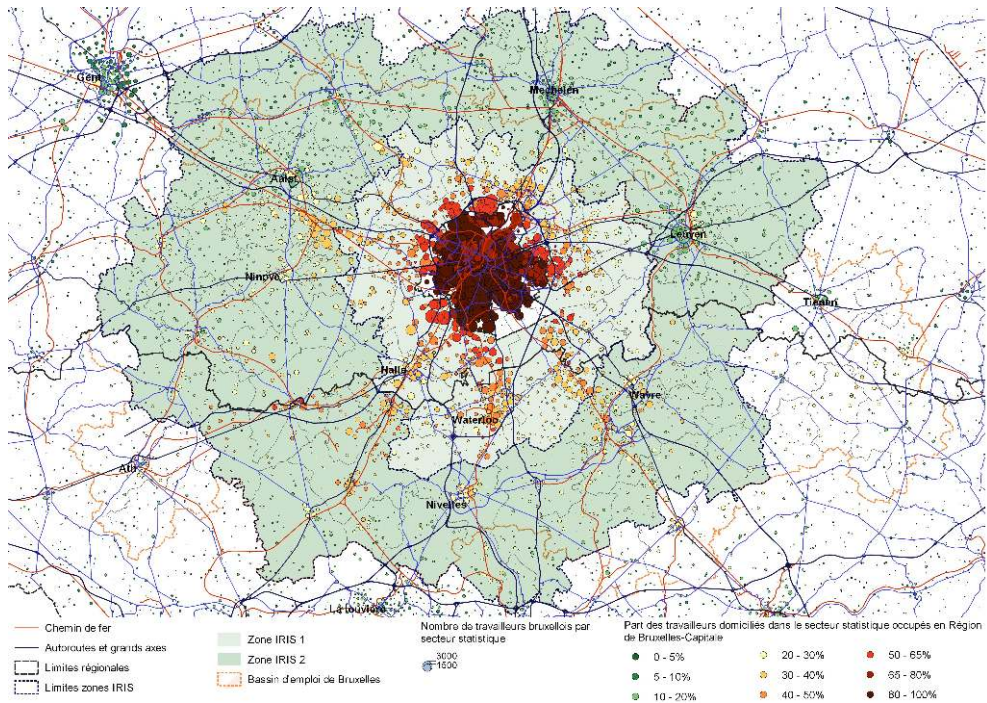 Gent
Mechelen
Aalst
Leuven
Ninove
Tienen
Halle
Wavre
Waterloo
Ath
Nivelles
La Louvière
Chemin de fer
Autoroutes et grands axes
Limites régionales
Limites zones IRIS
Zone IRIS 1
Zone IRIS 2
Bassin d'emploi de Bruxelles
Nombre de travailleurs bruxellois par
secteur statistique
3000
1500
Part des travailleurs domiciliés dans le secteur statistique occupés en Région
de Bruxelles-Capitale
0 - 5%
5 - 10%
10 - 20%
20 - 30%
30 - 40%
40 - 50%
50 - 65%
65 - 80%
80 - 100%